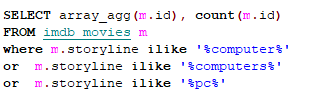 SELECT array_agg(m.id), count(m.id)
FROM imdb_movies m
where m.storyline ilike '%computer%'
or  m.storyline ilike '%computers%'
or m.storyline ilike '%pc%'